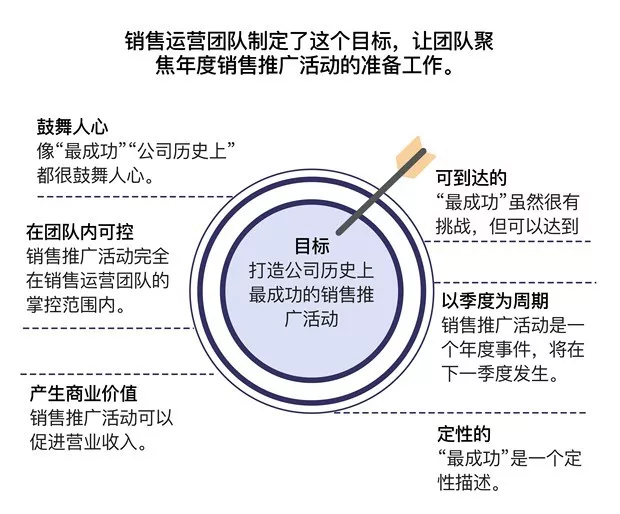 销售运营团队制定了这个目标，让团队聚
焦年度销售推广活动的准备工作。
鼓舞人心
像“最成功”“公司历史上”
都很鼓舞人心。
在团队内可控
销售推广活动完全
在销售运营团队的
掌控范围内。
产生商业价值
销售推广活动可以
促进营业收入。
目标
打造公司历史上
最成功的销售推
广活动
可到达的
“最成功”虽然很有
挑战，但可以达到
以季度为周期
销售推广活动是一
个年度事件，将在
下一季度发生。
定性的
“最成功”是一个定
性描述。